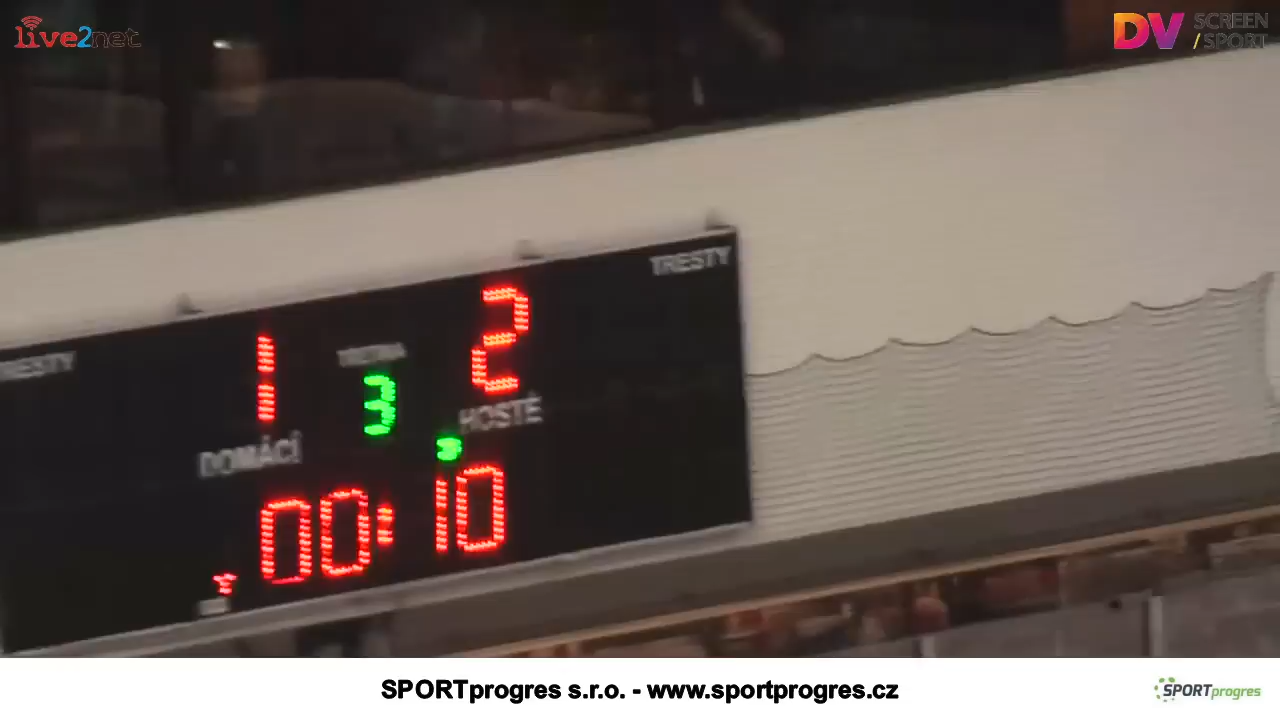 live2net
DV SCREEN
/SPORT
TRESTY
TRESTY
1
2
3
HOSTÉ
DOMÁCÍ
00:10
SPORTprogres s.r.o. - www.sportprogres.cz
SPORTprogres